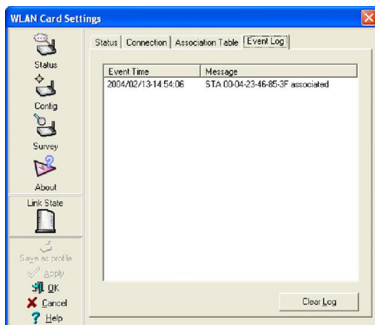 WLAN Card Settings
Status
Config
Survey
About
Link State
Save as profile
Apply
OK
Cancel
Help
Status Connection Association Table Event Log
Event Time Message
2004/02/13-14:54:06 STA 00-04-23-46-85-3F associated
Clear Log